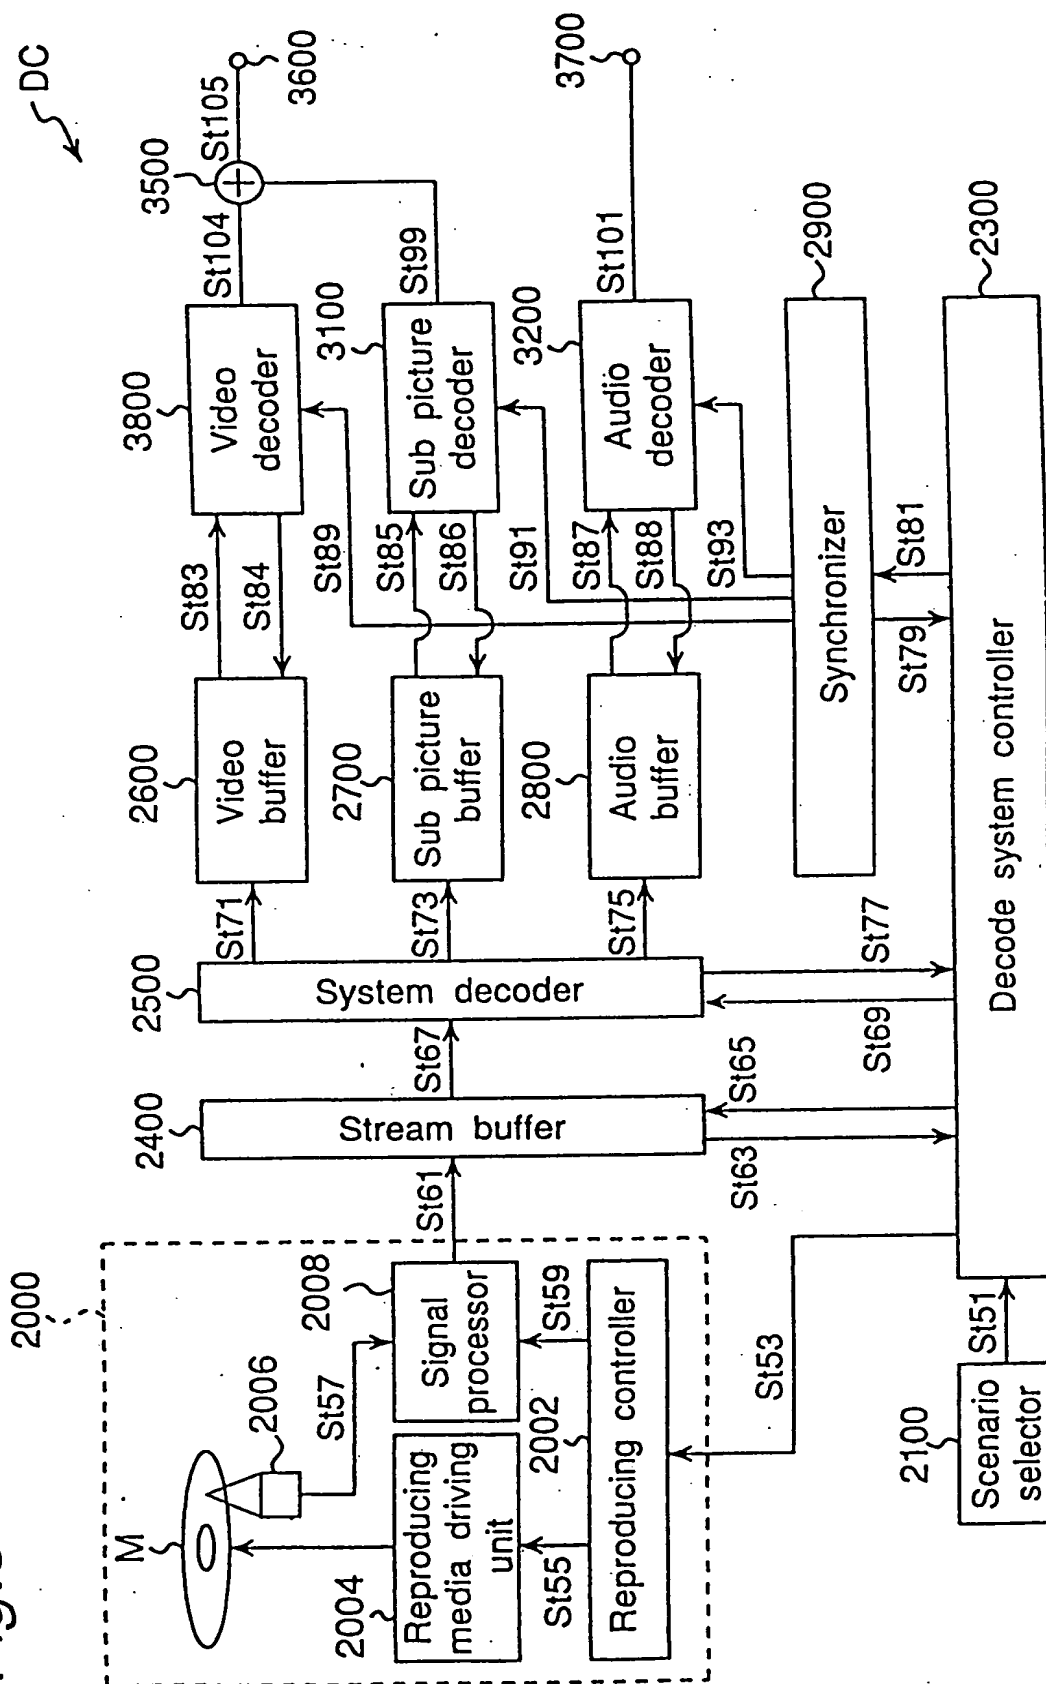 DC
2000
M
2006
St57
2008
Signal
processor
2004
Reproducing
media driving
unit
St55
2002
St59
Reproducing controller
St53
2100
Scenario
selector
St51
St61
2400
Stream buffer
St63
St65
St67
2500
System decoder
St69
St77
St71
St73
St75
2600
Video
buffer
2700
Sub picture
buffer
2800
Audio
buffer
St83
St84
St89
St85
St86
St91
St87
St88
St93
3800
Video
decoder
3100
Sub picture
decoder
3200
Audio
decoder
St104
3500
St105
3600
St99
St101
3700
2900
Synchronizer
St79
St81
2300
Decode system controller